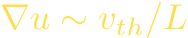 ∇u ∼ v_{th}/L